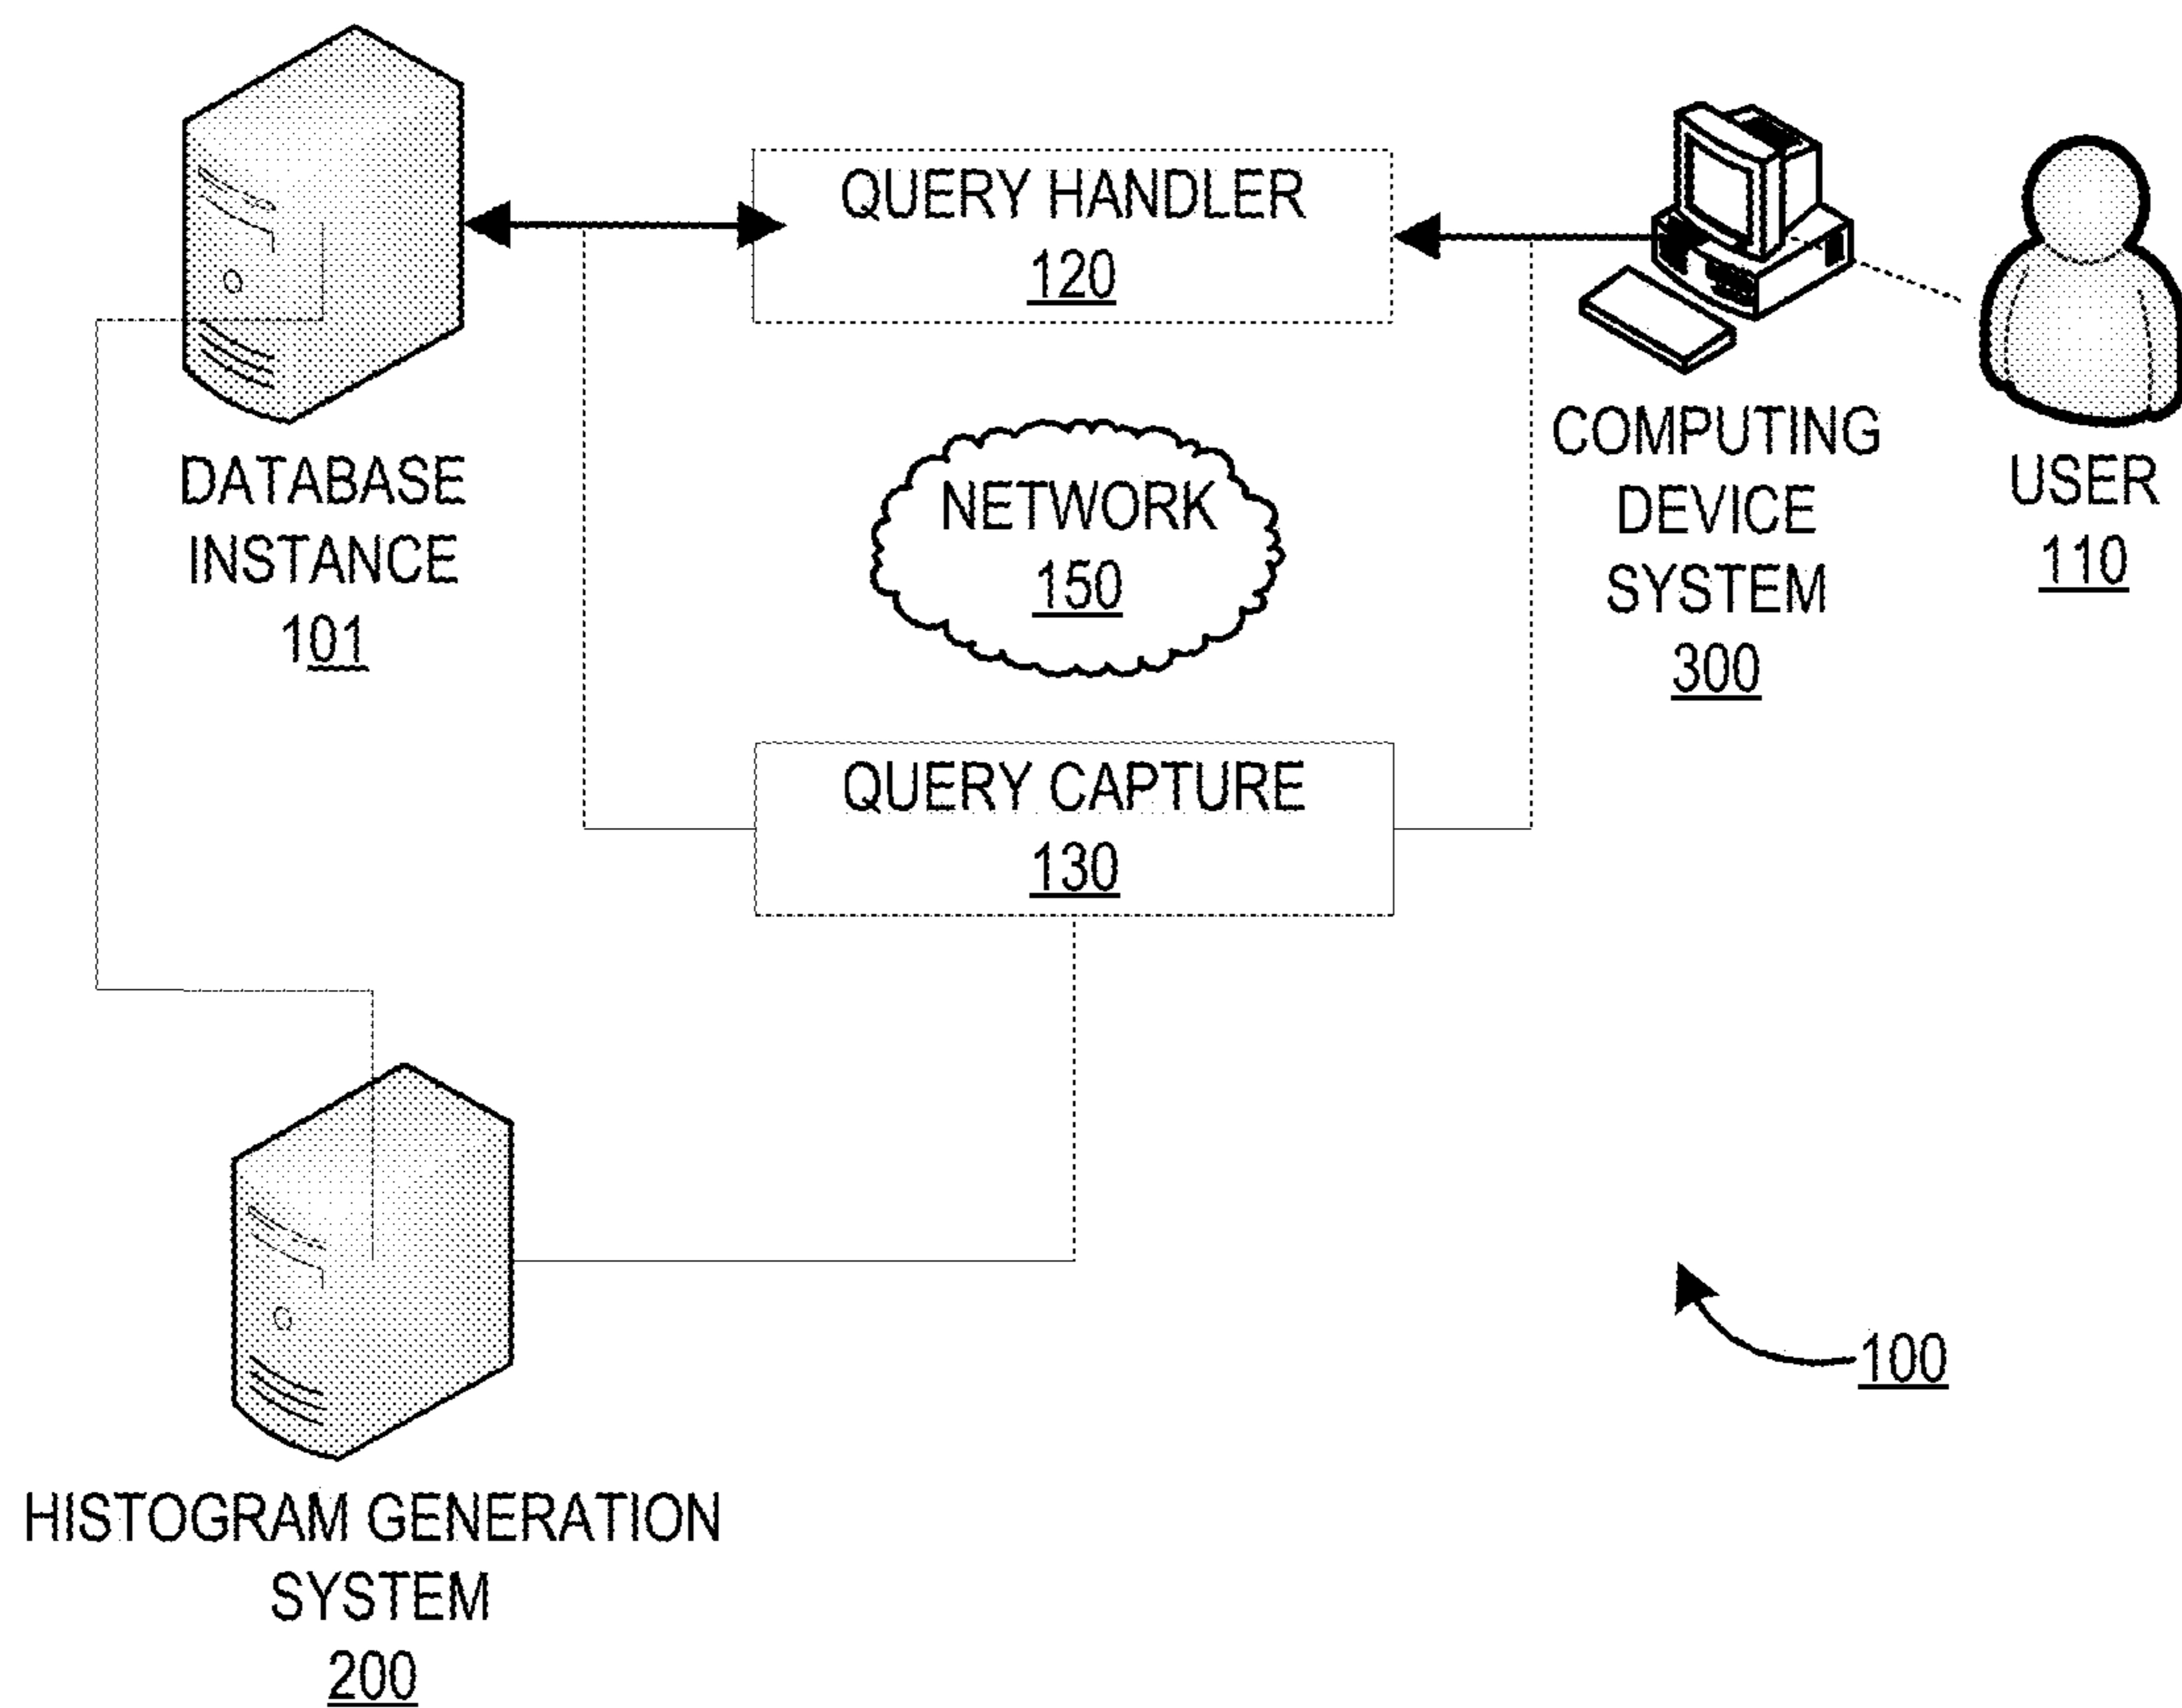 QUERY HANDLER
120
DATABASE
INSTANCE
101
NETWORK
150
COMPUTING
DEVICE
SYSTEM
300
USER
110
QUERY CAPTURE
130
HISTOGRAM GENERATION
SYSTEM
200
100